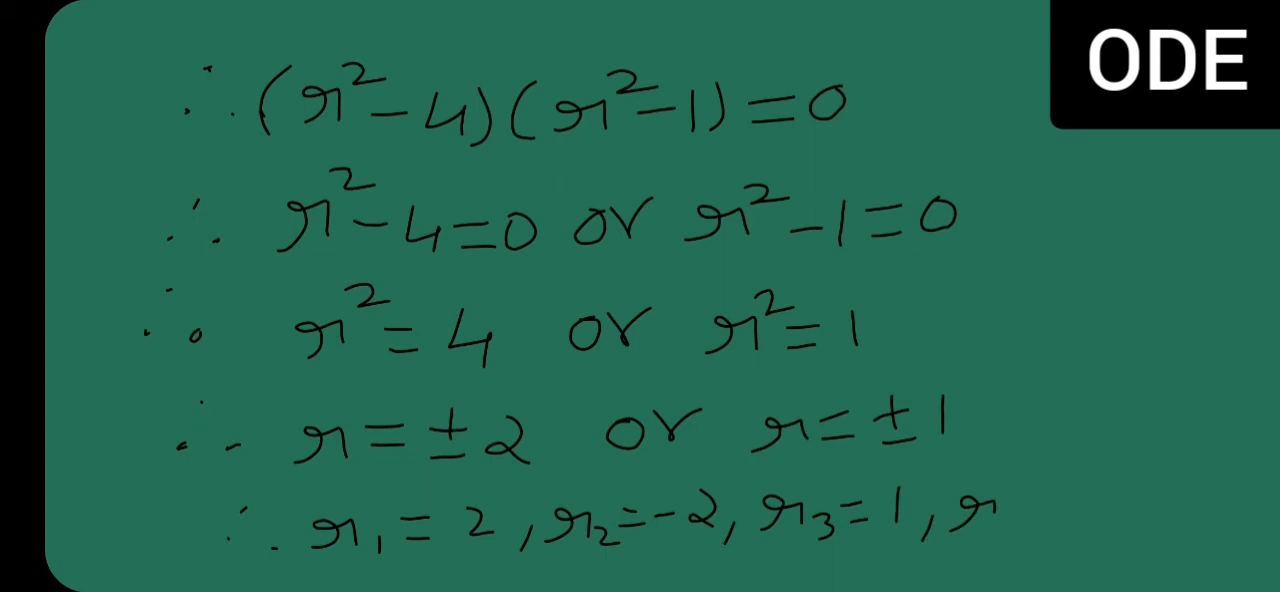 ODE
∴ (r²-4)(r²-1)=0
∴ r²-4=0 or r²-1=0
∴ r²=4 or r²=1
∴ r=±2 or r=±1
∴ r₁=2, r₂=-2, r₃=1, r